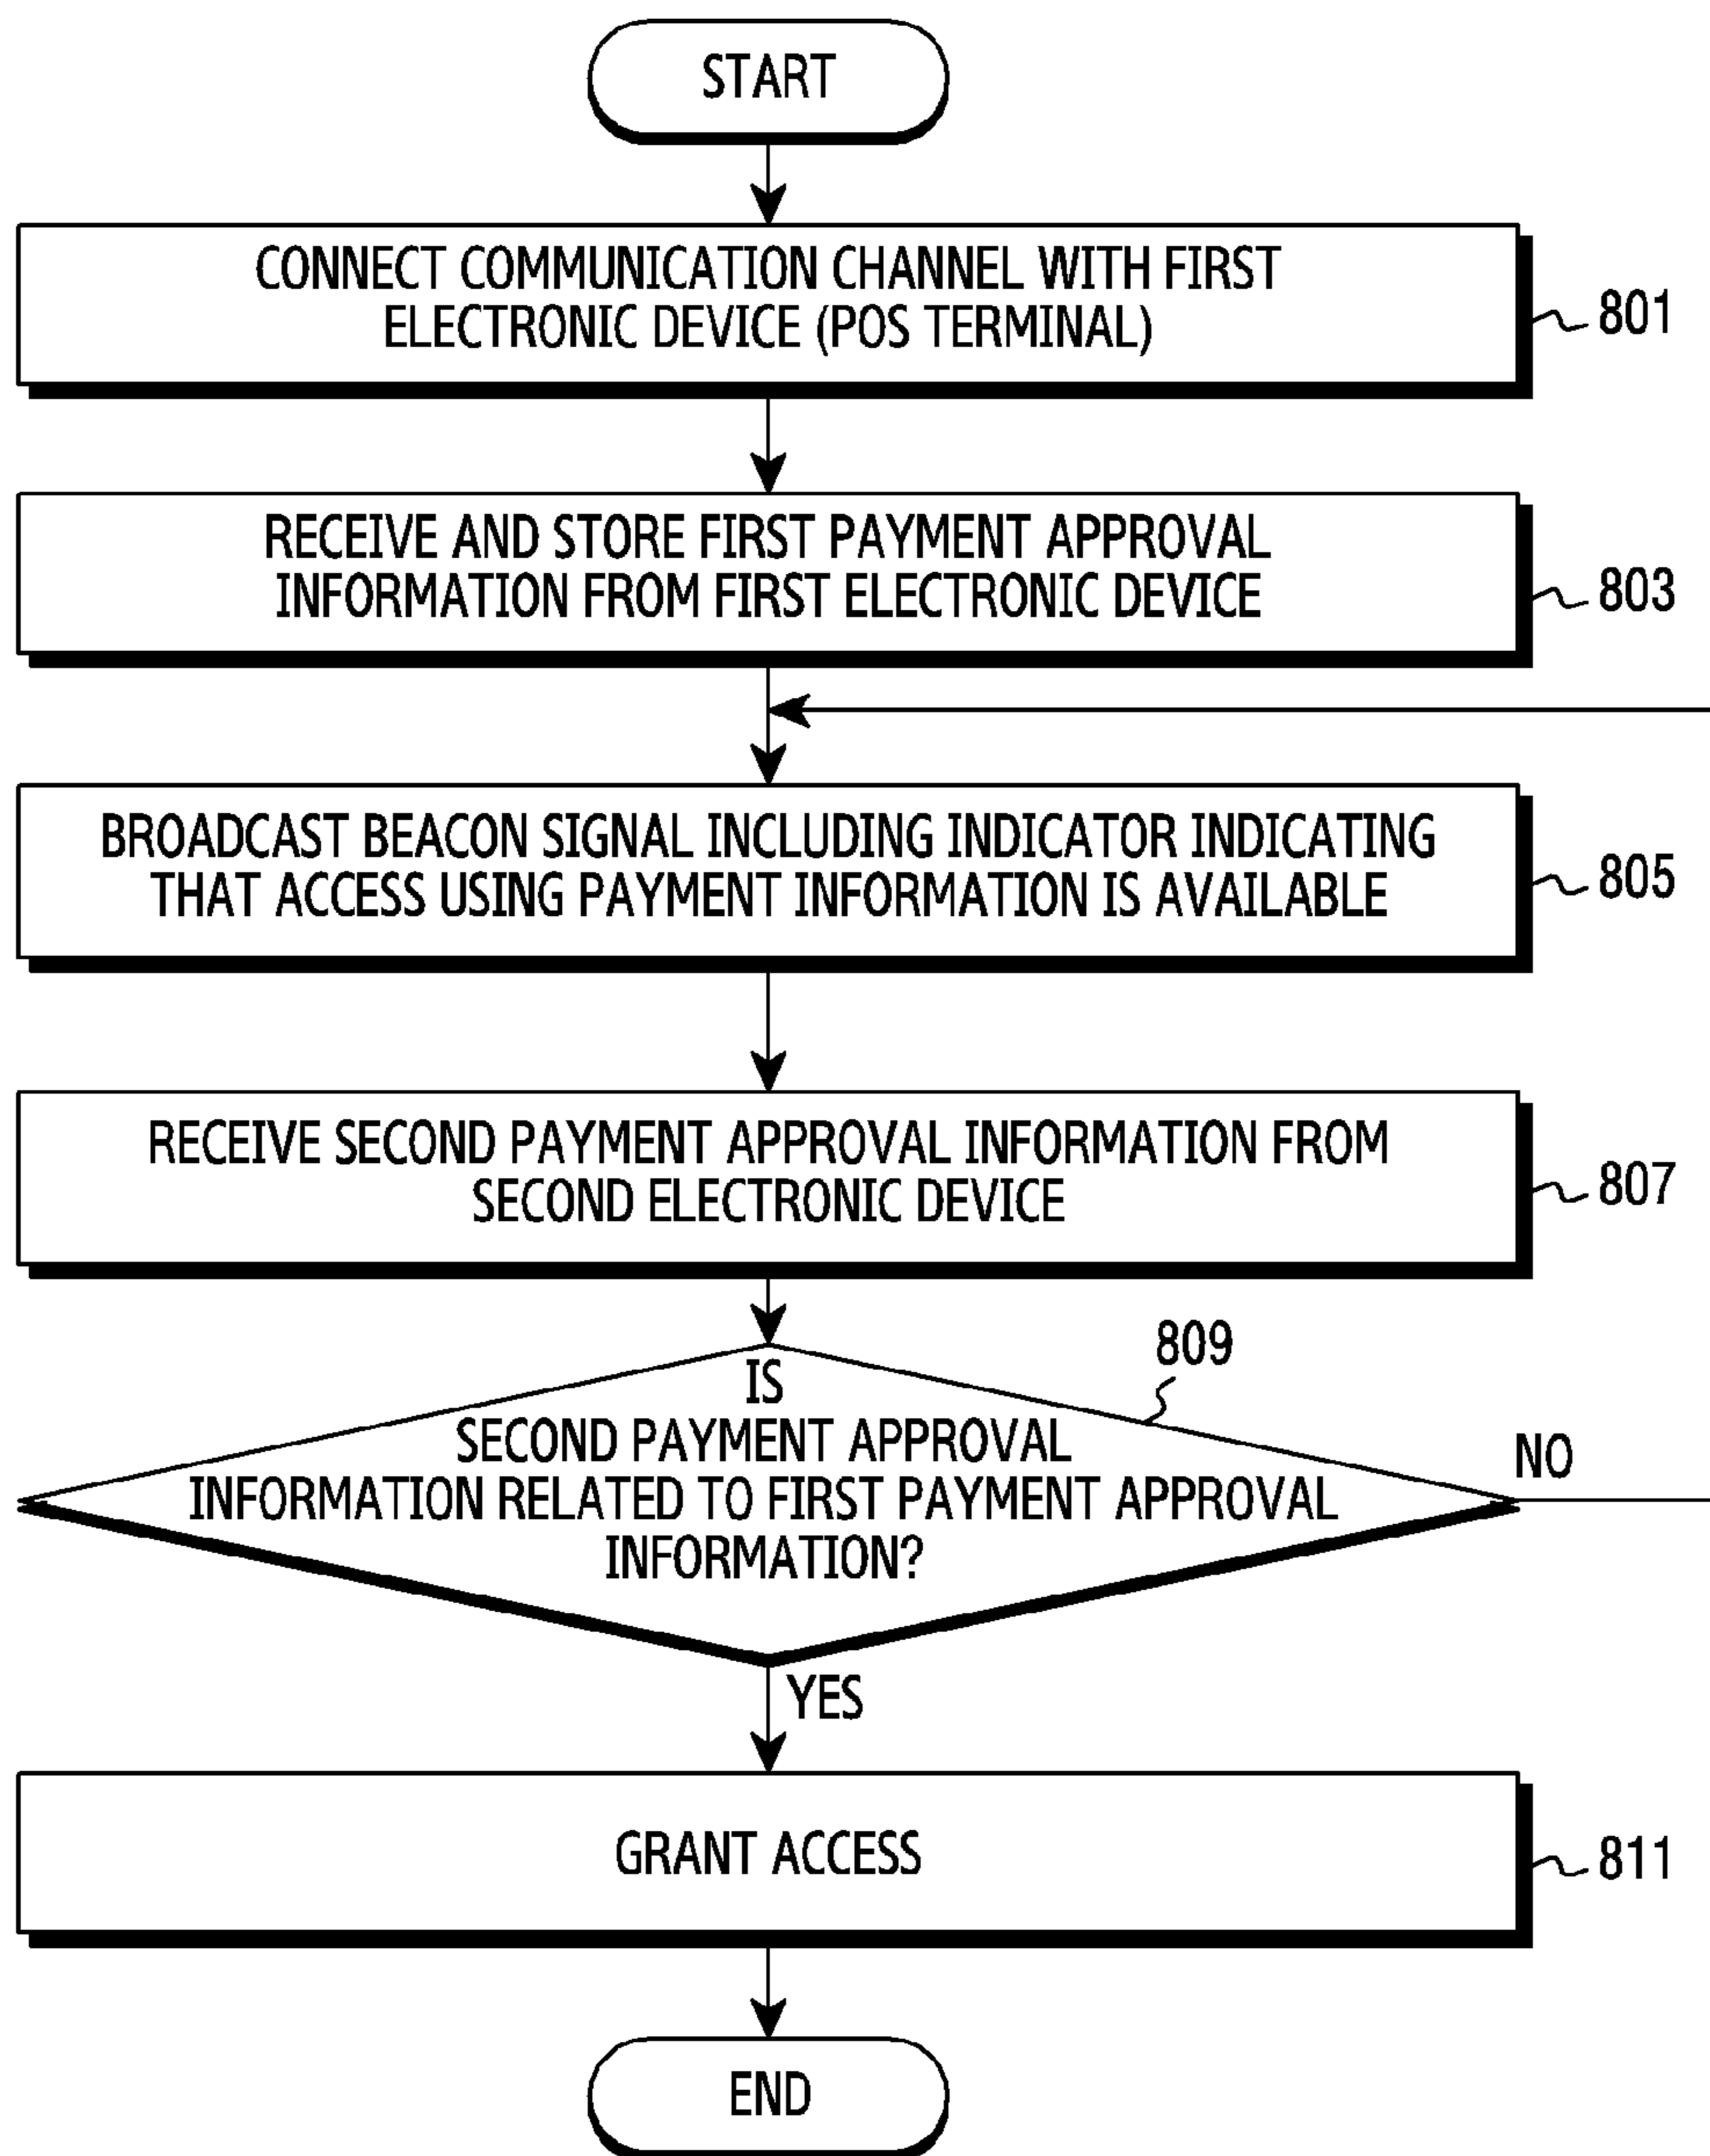 START
CONNECT COMMUNICATION CHANNEL WITH FIRST
ELECTRONIC DEVICE (POS TERMINAL)
801
RECEIVE AND STORE FIRST PAYMENT APPROVAL
INFORMATION FROM FIRST ELECTRONIC DEVICE
803
BROADCAST BEACON SIGNAL INCLUDING INDICATOR INDICATING
THAT ACCESS USING PAYMENT INFORMATION IS AVAILABLE
805
RECEIVE SECOND PAYMENT APPROVAL INFORMATION FROM
SECOND ELECTRONIC DEVICE
807
809
IS
SECOND PAYMENT APPROVAL
INFORMATION RELATED TO FIRST PAYMENT APPROVAL
INFORMATION?
NO
YES
GRANT ACCESS
811
END